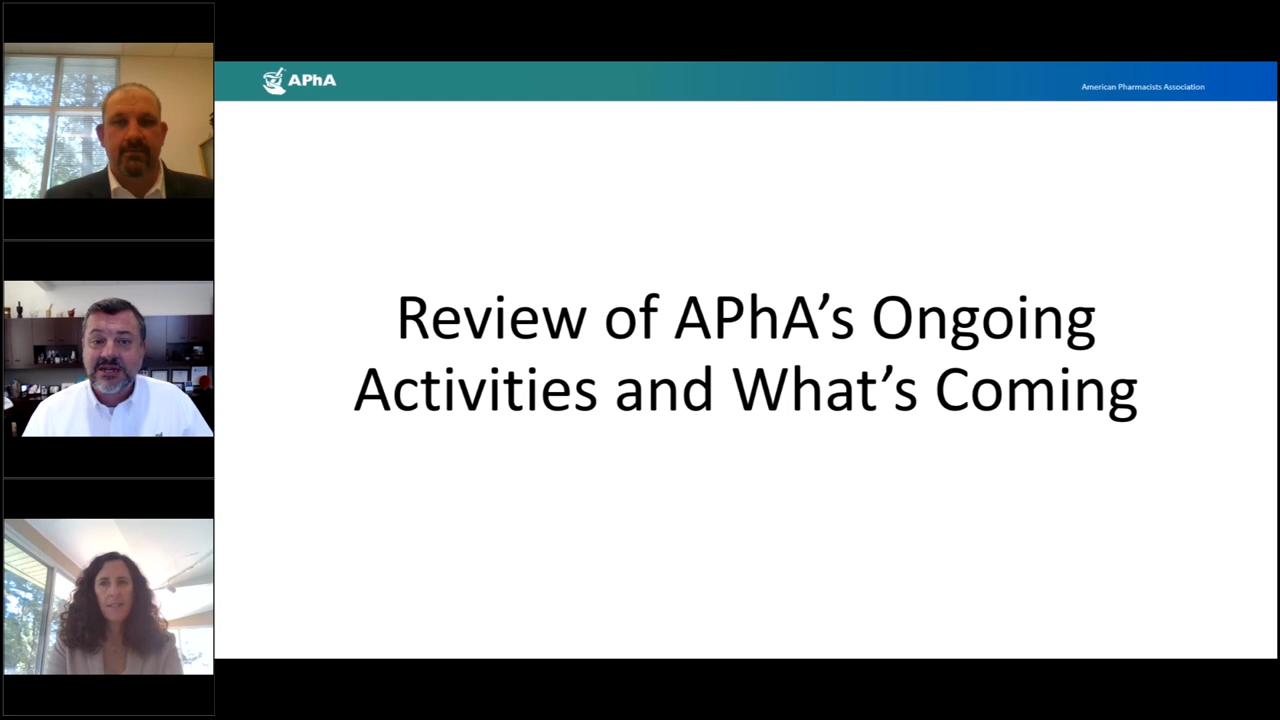 APhA
American Pharmacists Association
Review of APhA’s Ongoing
Activities and What’s Coming